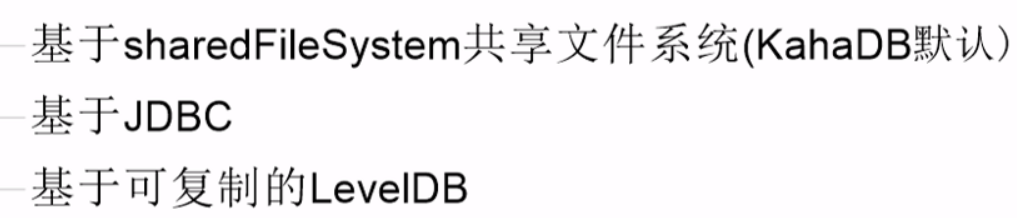 基于sharedFileSystem共享文件系统(KahaDB默认）
基于JDBC
基于可复制的LevelDB